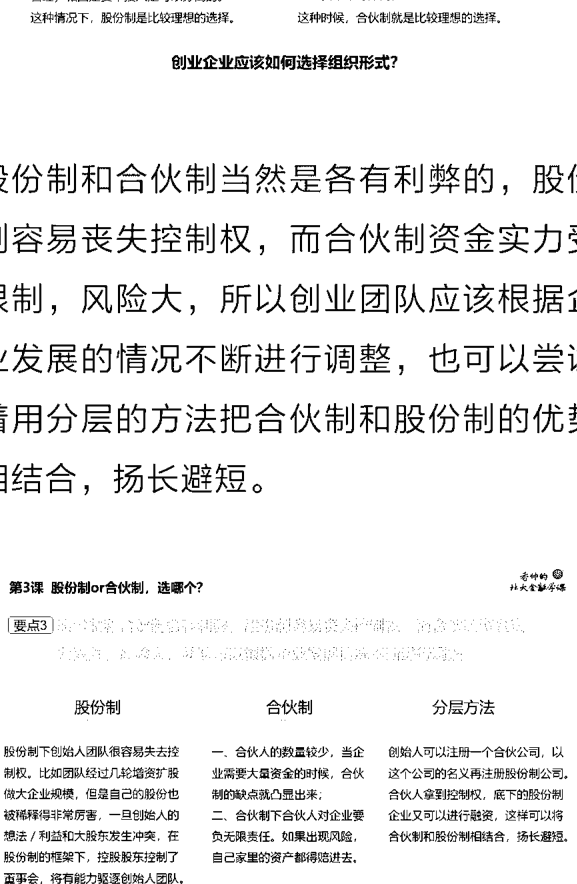 这种情况下，股份制是比较理想的选择。
这种时候，合伙制就是比较理想的选择。
创业企业应该如何选择组织形式？
股份制和合伙制当然是各有利弊的，股份
制容易丧失控制权，而合伙制资金实力受
限制，风险大，所以创业团队应该根据企
业发展的情况不断进行调整，也可以尝试
着用分层的方法把合伙制和股份制的优势
相结合，扬长避短。
香帅的
北大金融学课
第3课 股份制or合伙制，选哪个？
要点3
股份制
股份制下创始人团队很容易失去控
制权。比如团队经过几轮增资扩股
做大企业规模，但是自己的股份也
被稀释得非常厉害，一旦创始人的
想法/利益和大股东发生冲突，在
股份制的框架下，控股股东控制了
董事会，将有能力驱逐创始人团队。
合伙制
一、合伙人的数量较少，当企
业需要大量资金的时候，合伙
制的缺点就凸显出来；
二、合伙制下合伙人对企业要
负无限责任。如果出现风险，
自己家里的资产都得赔进去。
分层方法
创始人可以注册一个合伙公司，以
这个公司的名义再注册股份制公司。
合伙人拿到控制权，底下的股份制
企业又可以进行融资，这样可以将
合伙制和股份制相结合，扬长避短。